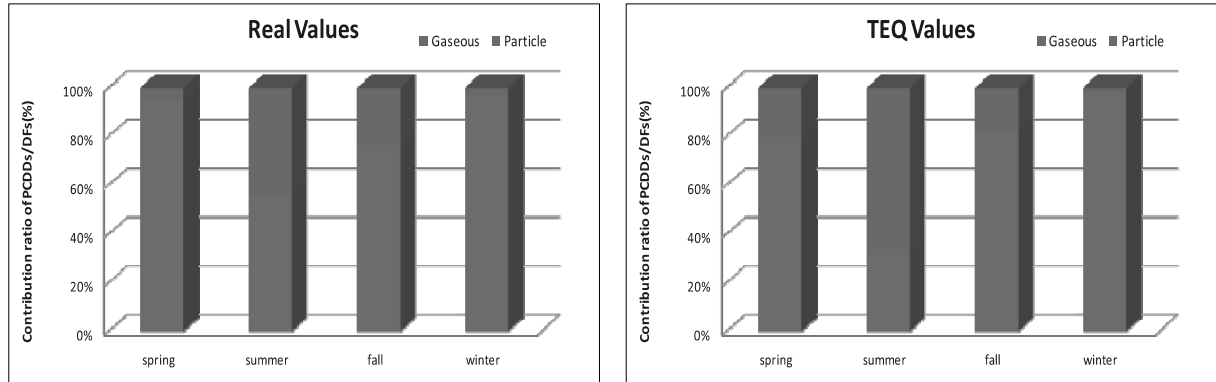 Real Values
Gaseous Particle
Contribution ratio of PCDDs/DFs(%)
100%
80%
60%
40%
20%
0%
spring summer fall winter
TEQ Values
Gaseous Particle
Contribution ratio of PCDDs/DFs(%)
100%
80%
60%
40%
20%
0%
spring summer fall winter